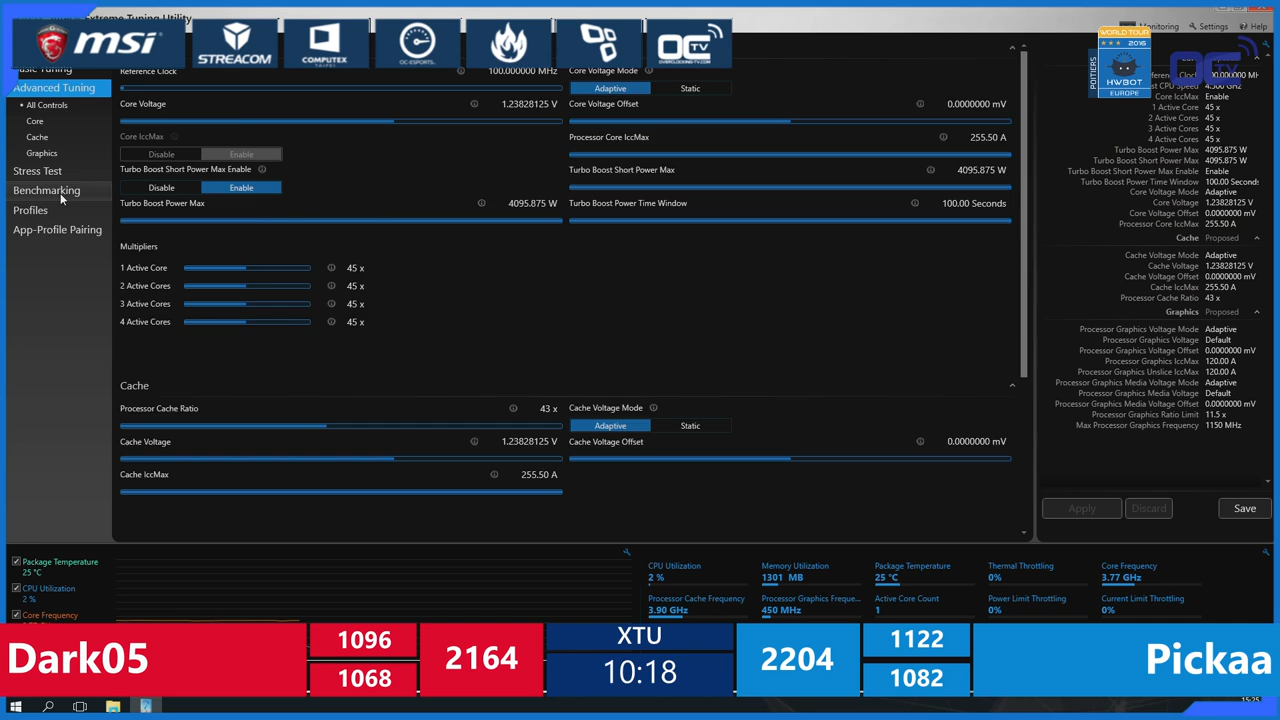 Extreme Tuning Utility
Monitoring
Settings
Help
msi
STREACOM
COMPUTEX
TAIPEI
OC-ESPORTS
OCTV
OVERCLOCKING-TV.COM
WORLD TOUR
2016
POITIERS
HWBOT
EUROPE
OCTV
Basic Tuning
Advanced Tuning
• All Controls
Core
Cache
Graphics
Stress Test
Benchmarking
Profiles
App-Profile Pairing
Reference Clock 100.000000 MHz
Core Voltage 1.23828125 V
Core IccMax
Disable Enable
Turbo Boost Short Power Max Enable
Disable Enable
Turbo Boost Power Max 4095.875 W
Core Voltage Mode
Adaptive Static
Core Voltage Offset 0.0000000 mV
Processor Core IccMax 255.50 A
Turbo Boost Short Power Max 4095.875 W
Turbo Boost Power Time Window 100.00 Seconds
Multipliers
1 Active Core 45 x
2 Active Cores 45 x
3 Active Cores 45 x
4 Active Cores 45 x
Cache
Processor Cache Ratio 43 x
Cache Voltage 1.23828125 V
Cache IccMax 255.50 A
Cache Voltage Mode
Adaptive Static
Cache Voltage Offset 0.0000000 mV
Core IccMax Enable
1 Active Core 45 x
2 Active Cores 45 x
3 Active Cores 45 x
4 Active Cores 45 x
Turbo Boost Power Max 4095.875 W
Turbo Boost Short Power Max 4095.875 W
Turbo Boost Short Power Max Enable Enable
Turbo Boost Power Time Window 100.00 Seconds
Core Voltage Mode Adaptive
Core Voltage 1.23828125 V
Core Voltage Offset 0.0000000 mV
Processor Core IccMax 255.50 A
Cache Proposed
Cache Voltage Mode Adaptive
Cache Voltage 1.23828125 V
Cache Voltage Offset 0.0000000 mV
Cache IccMax 255.50 A
Processor Cache Ratio 43 x
Graphics Proposed
Processor Graphics Voltage Mode Adaptive
Processor Graphics Voltage Default
Processor Graphics Voltage Offset 0.0000000 mV
Processor Graphics IccMax 120.00 A
Processor Graphics Unslice IccMax 120.00 A
Processor Graphics Media Voltage Mode Adaptive
Processor Graphics Media Voltage Default
Processor Graphics Media Voltage Offset 0.0000000 mV
Processor Graphics Ratio Limit 11.5 x
Max Processor Graphics Frequency 1150 MHz
Apply Discard Save
Package Temperature
25 °C
CPU Utilization
2 %
Core Frequency
CPU Utilization
2 %
Memory Utilization
1301 MB
Package Temperature
25 °C
Thermal Throttling
0%
Core Frequency
3.77 GHz
Processor Cache Frequency
3.90 GHz
Processor Graphics Freque...
450 MHz
Active Core Count
1
Power Limit Throttling
0%
Current Limit Throttling
0%
Dark05
1096
1068
2164
XTU
10:18
2204
1122
1082
Pickaa
15:25